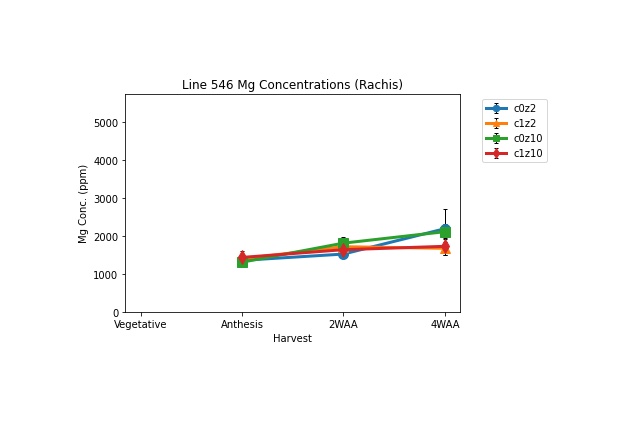 Line 546 Mg Concentrations (Rachis)
c0z2
c1z2
c0z10
c1z10
5000
4000
3000
2000
1000
0
Mg Conc. (ppm)
Vegetative Anthesis 2WAA 4WAA
Harvest